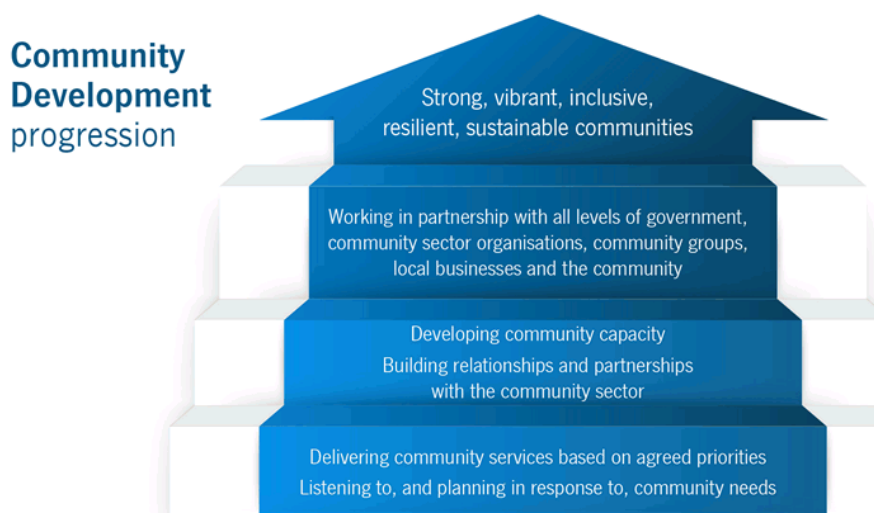 Community
Development
progression
Strong, vibrant, inclusive,
resilient, sustainable communities
Working in partnership with all levels of government,
community sector organisations, community groups,
local businesses and the community
Developing community capacity
Building relationships and partnerships
with the community sector
Delivering community services based on agreed priorities
Listening to, and planning in response to, community needs